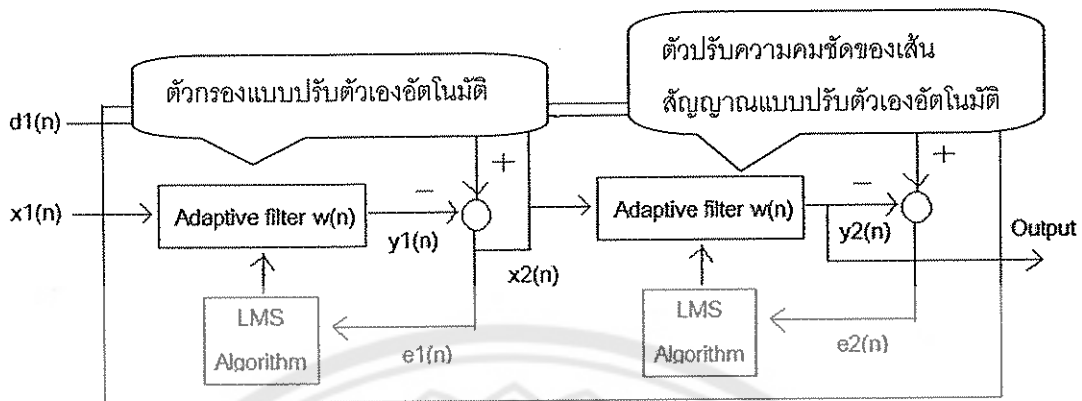 ตัวกรองแบบปรับตัวเองอัตโนมัติ
ตัวปรับความคมชัดของเส้น
สัญญาณแบบปรับตัวเองอัตโนมัติ
d1(n)
+
+
x1(n)
Adaptive filter w(n)
−
y1(n)
x2(n)
Adaptive filter w(n)
−
y2(n)
Output
LMS
Algorithm
e1(n)
LMS
Algorithm
e2(n)